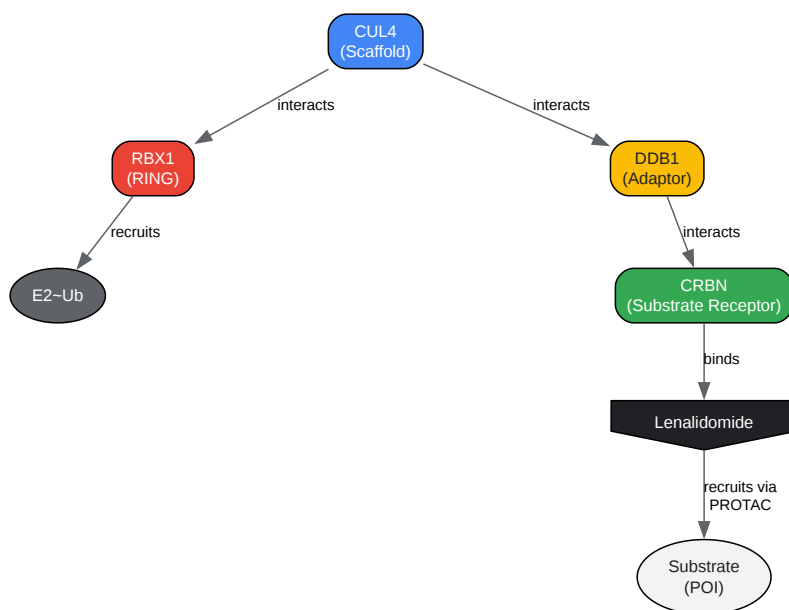 CUL4
(Scaffold)
interacts
interacts
RBX1
(RING)
DDB1
(Adaptor)
recruits
interacts
E2~Ub
CRBN
(Substrate Receptor)
binds
Lenalidomide
recruits via
PROTAC
Substrate
(POI)